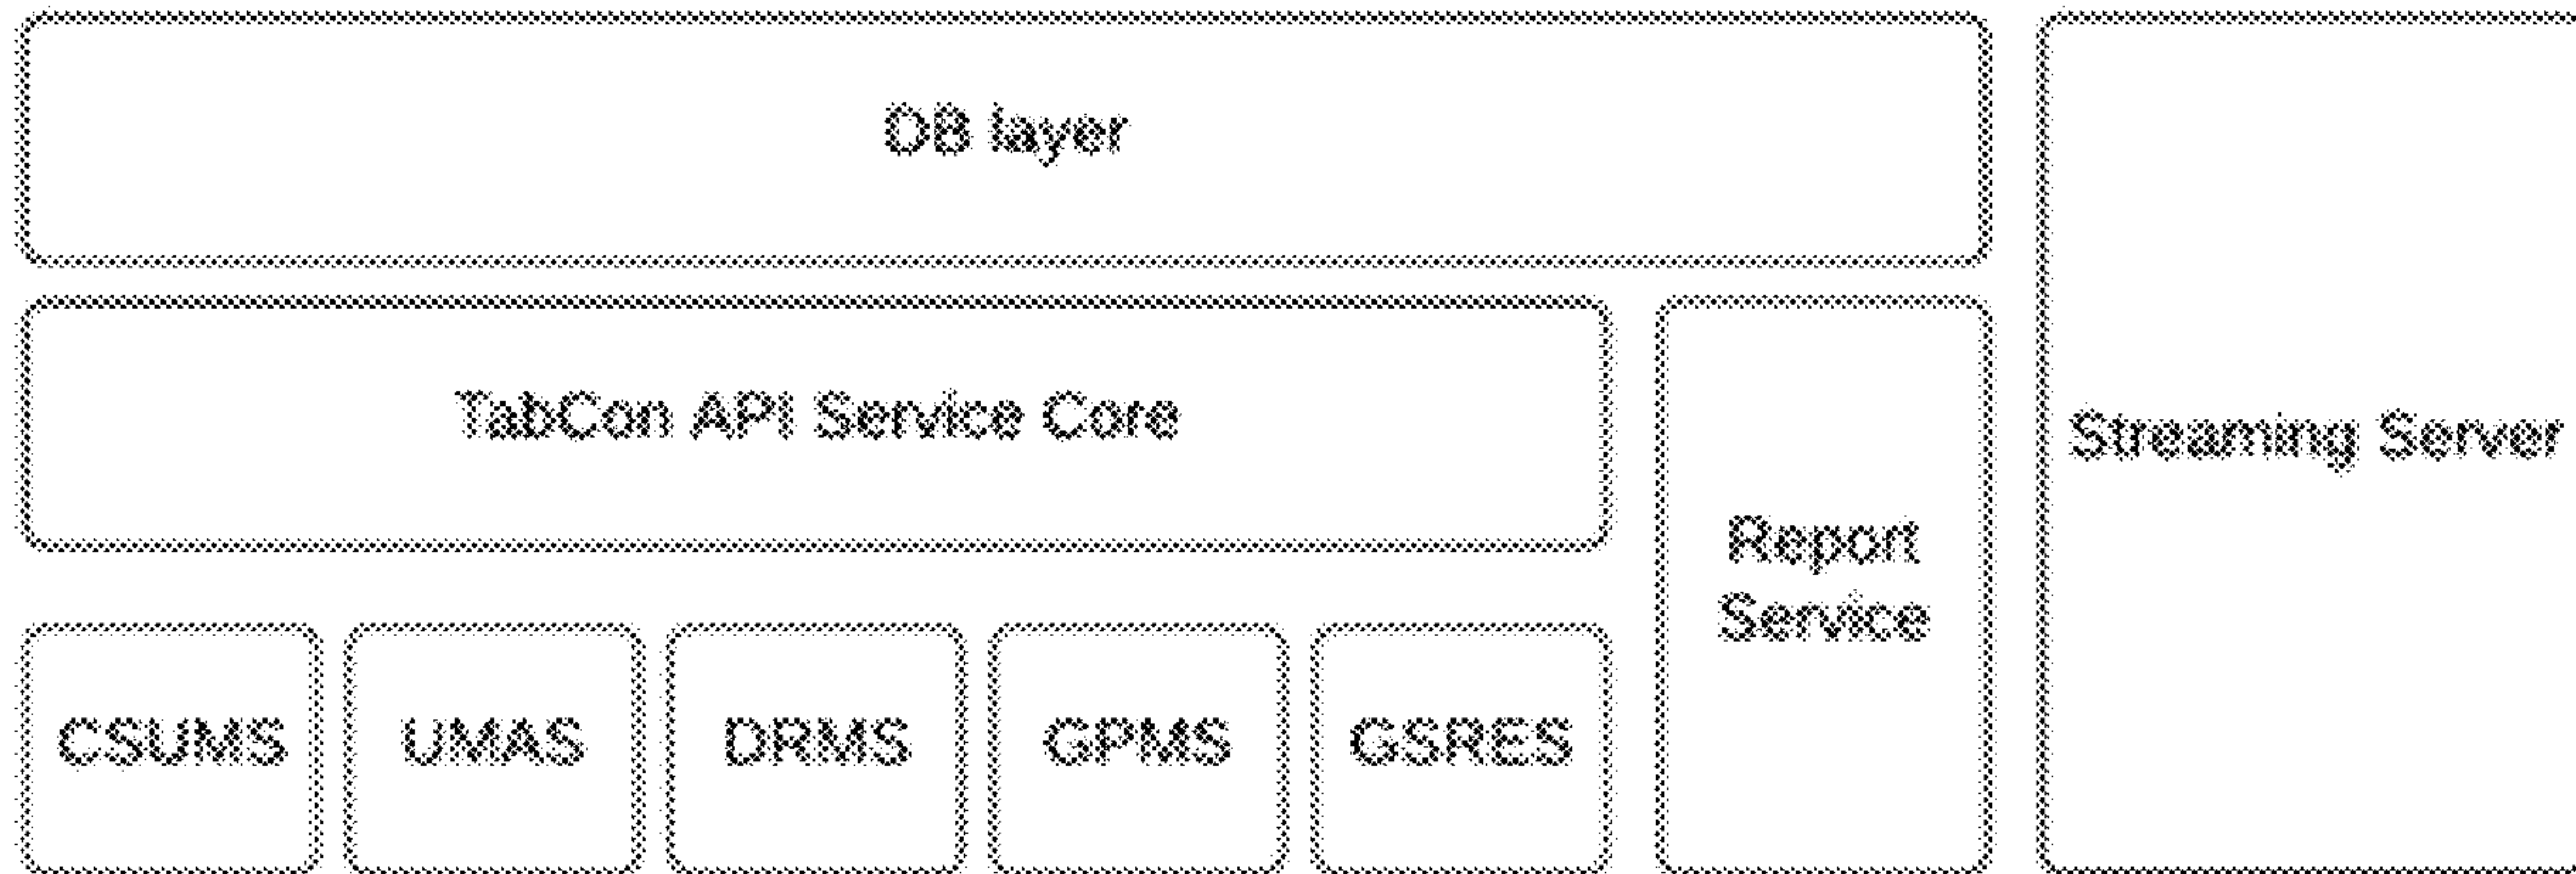 DB layer
TabCon API Service Core
Streaming Server
Report
Service
CSUMS
UMAS
DRMS
GPMS
GSRES